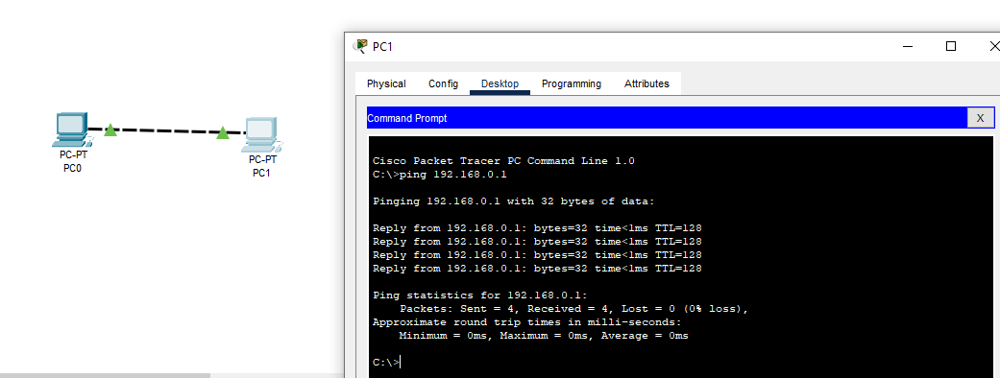 PC-PT
PC0
PC-PT
PC1
PC1
Physical Config Desktop Programming Attributes
Command Prompt X
Cisco Packet Tracer PC Command Line 1.0
C:\>ping 192.168.0.1
Pinging 192.168.0.1 with 32 bytes of data:
Reply from 192.168.0.1: bytes=32 time<1ms TTL=128
Reply from 192.168.0.1: bytes=32 time<1ms TTL=128
Reply from 192.168.0.1: bytes=32 time<1ms TTL=128
Reply from 192.168.0.1: bytes=32 time<1ms TTL=128
Ping statistics for 192.168.0.1:
Packets: Sent = 4, Received = 4, Lost = 0 (0% loss),
Approximate round trip times in milli-seconds:
Minimum = 0ms, Maximum = 0ms, Average = 0ms
C:\>